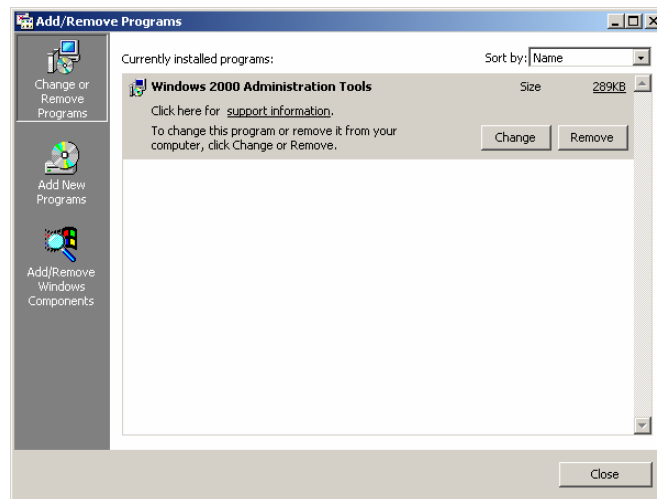 Add/Remove Programs
Change or
Remove
Programs
Add New
Programs
Add/Remove
Windows
Components
Currently installed programs:
Sort by: Name
Windows 2000 Administration Tools
Size 289KB
Click here for support information.
To change this program or remove it from your
computer, click Change or Remove.
Change Remove
Close